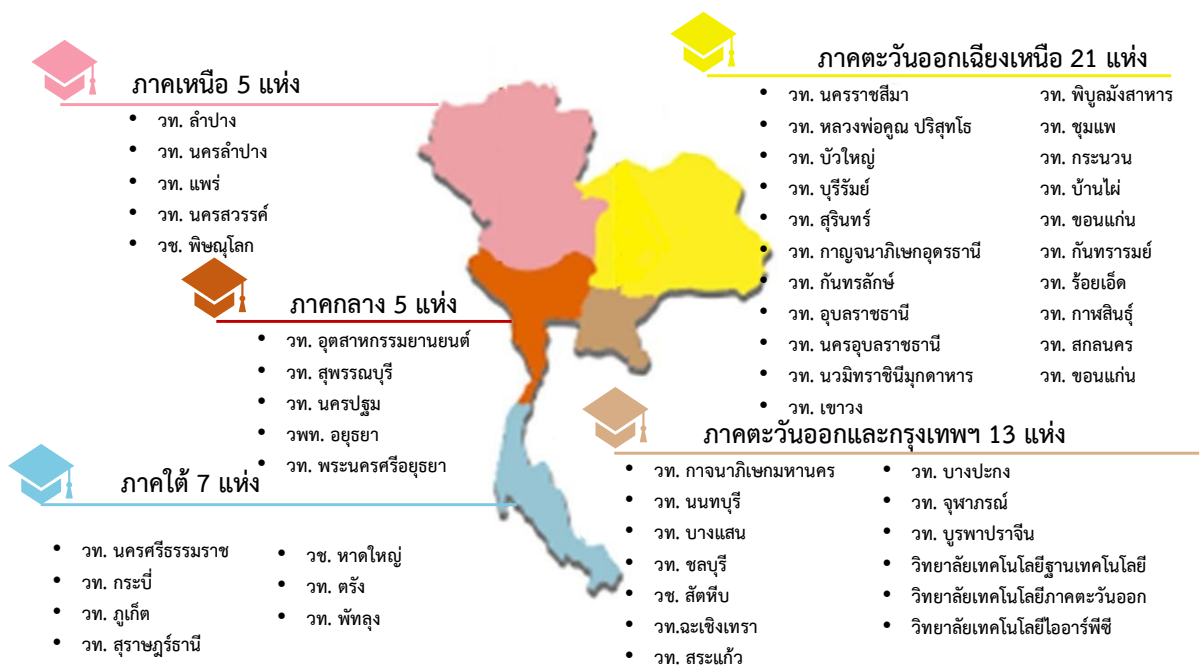 ภาคเหนือ 5 แห่ง
• วท. ลำปาง
• วท. นครลำปาง
• วท. แพร่
• วท. นครสวรรค์
• วช. พิษณุโลก
ภาคกลาง 5 แห่ง
• วท. อุตสาหกรรมยานยนต์
• วท. สุพรรณบุรี
• วท. นครปฐม
• วพท. อยุธยา
• วท. พระนครศรีอยุธยา
ภาคใต้ 7 แห่ง
• วท. นครศรีธรรมราช
• วท. กระบี่
• วท. ภูเก็ต
• วท. สุราษฎร์ธานี
• วช. หาดใหญ่
• วท. ตรัง
• วท. พัทลุง
ภาคตะวันออกเฉียงเหนือ 21 แห่ง
• วท. นครราชสีมา
• วท. หลวงพ่อคูณ ปริสุทโธ
• วท. บัวใหญ่
• วท. บุรีรัมย์
• วท. สุรินทร์
• วท. กาญจนาภิเษกอุดรธานี
• วท. กันทรลักษ์
• วท. อุบลราชธานี
• วท. นครอุบลราชธานี
• วท. นวมิทราชินีมุกดาหาร
• วท. เขาวง
วท. พิบูลมังสาหาร
วท. ชุมแพ
วท. กระนวน
วท. บ้านไผ่
วท. ขอนแก่น
วท. กันทรารมย์
วท. ร้อยเอ็ด
วท. กาฬสินธุ์
วท. สกลนคร
วท. ขอนแก่น
ภาคตะวันออกและกรุงเทพฯ 13 แห่ง
• วท. กาจนาภิเษกมหานคร
• วท. นนทบุรี
• วท. บางแสน
• วท. ชลบุรี
• วช. สัตหีบ
• วท.ฉะเชิงเทรา
• วท. สระแก้ว
• วท. บางปะกง
• วท. จุฬาภรณ์
• วท. บูรพาปราจีน
• วิทยาลัยเทคโนโลยีฐานเทคโนโลยี
• วิทยาลัยเทคโนโลยีภาคตะวันออก
• วิทยาลัยเทคโนโลยีไออาร์พีซี